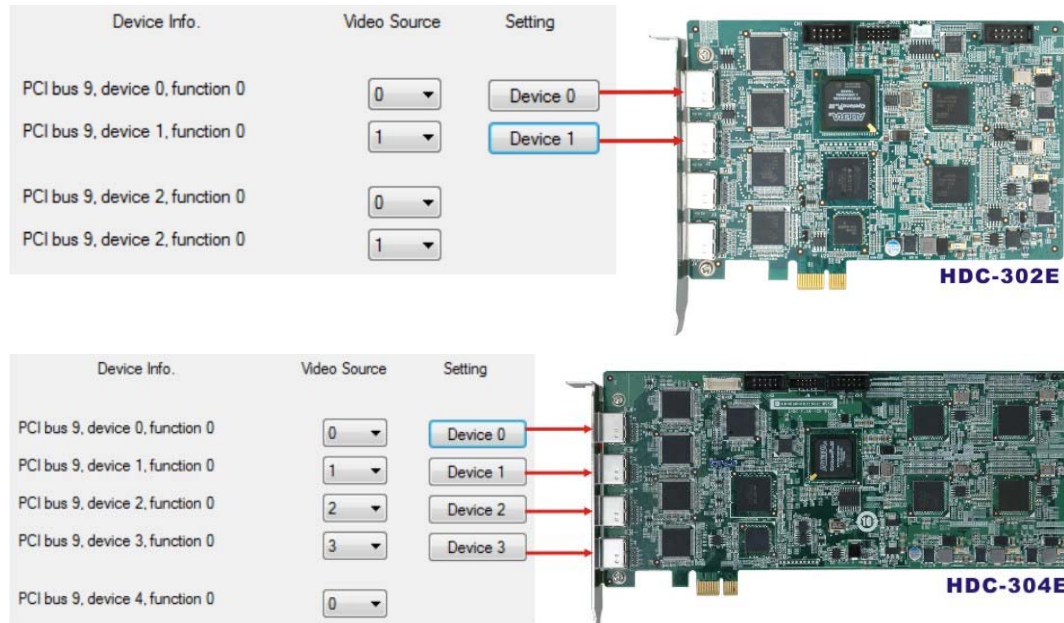 Device Info. Video Source Setting
PCI bus 9, device 0, function 0 0 Device 0
PCI bus 9, device 1, function 0 1 Device 1
PCI bus 9, device 2, function 0 0
PCI bus 9, device 2, function 0 1
HDC-302E
Device Info. Video Source Setting
PCI bus 9, device 0, function 0 0 Device 0
PCI bus 9, device 1, function 0 1 Device 1
PCI bus 9, device 2, function 0 2 Device 2
PCI bus 9, device 3, function 0 3 Device 3
PCI bus 9, device 4, function 0 0
HDC-304E